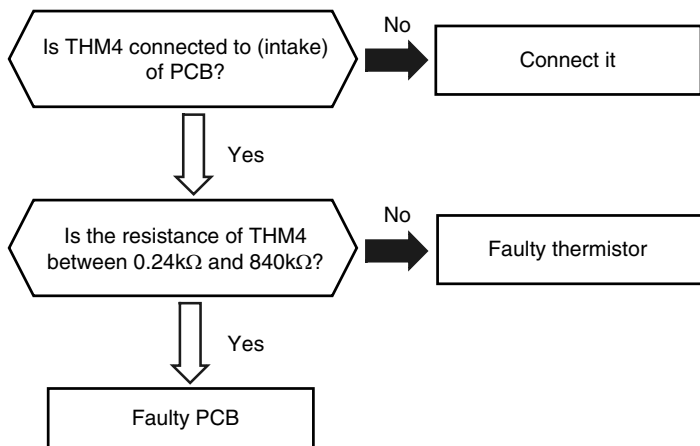 Is THM4 connected to (intake)
of PCB?
No
Connect it
Yes
Is the resistance of THM4
between 0.24kΩ and 840kΩ?
No
Faulty thermistor
Yes
Faulty PCB